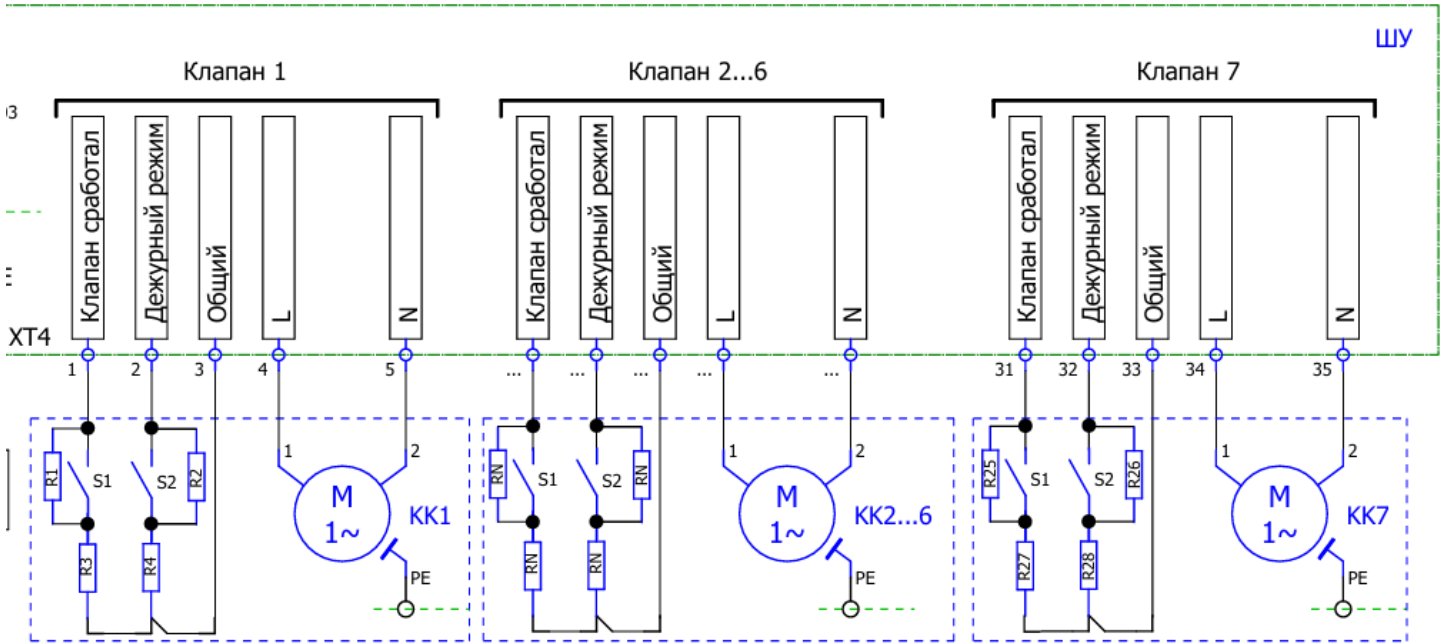 ШУ
Клапан 1
Клапан 2...6
Клапан 7
03
Клапан сработал
Дежурный режим
Общий
L
N
Клапан сработал
Дежурный режим
Общий
L
N
Клапан сработал
Дежурный режим
Общий
L
N
XT4
1
2
3
4
5
...
...
...
...
...
31
32
33
34
35
R1
S1
S2
R2
1
2
M
1~
KK1
R3
R4
PE
RN
S1
S2
RN
1
2
M
1~
KK2...6
RN
RN
PE
R25
S1
S2
R26
1
2
M
1~
KK7
R27
R28
PE